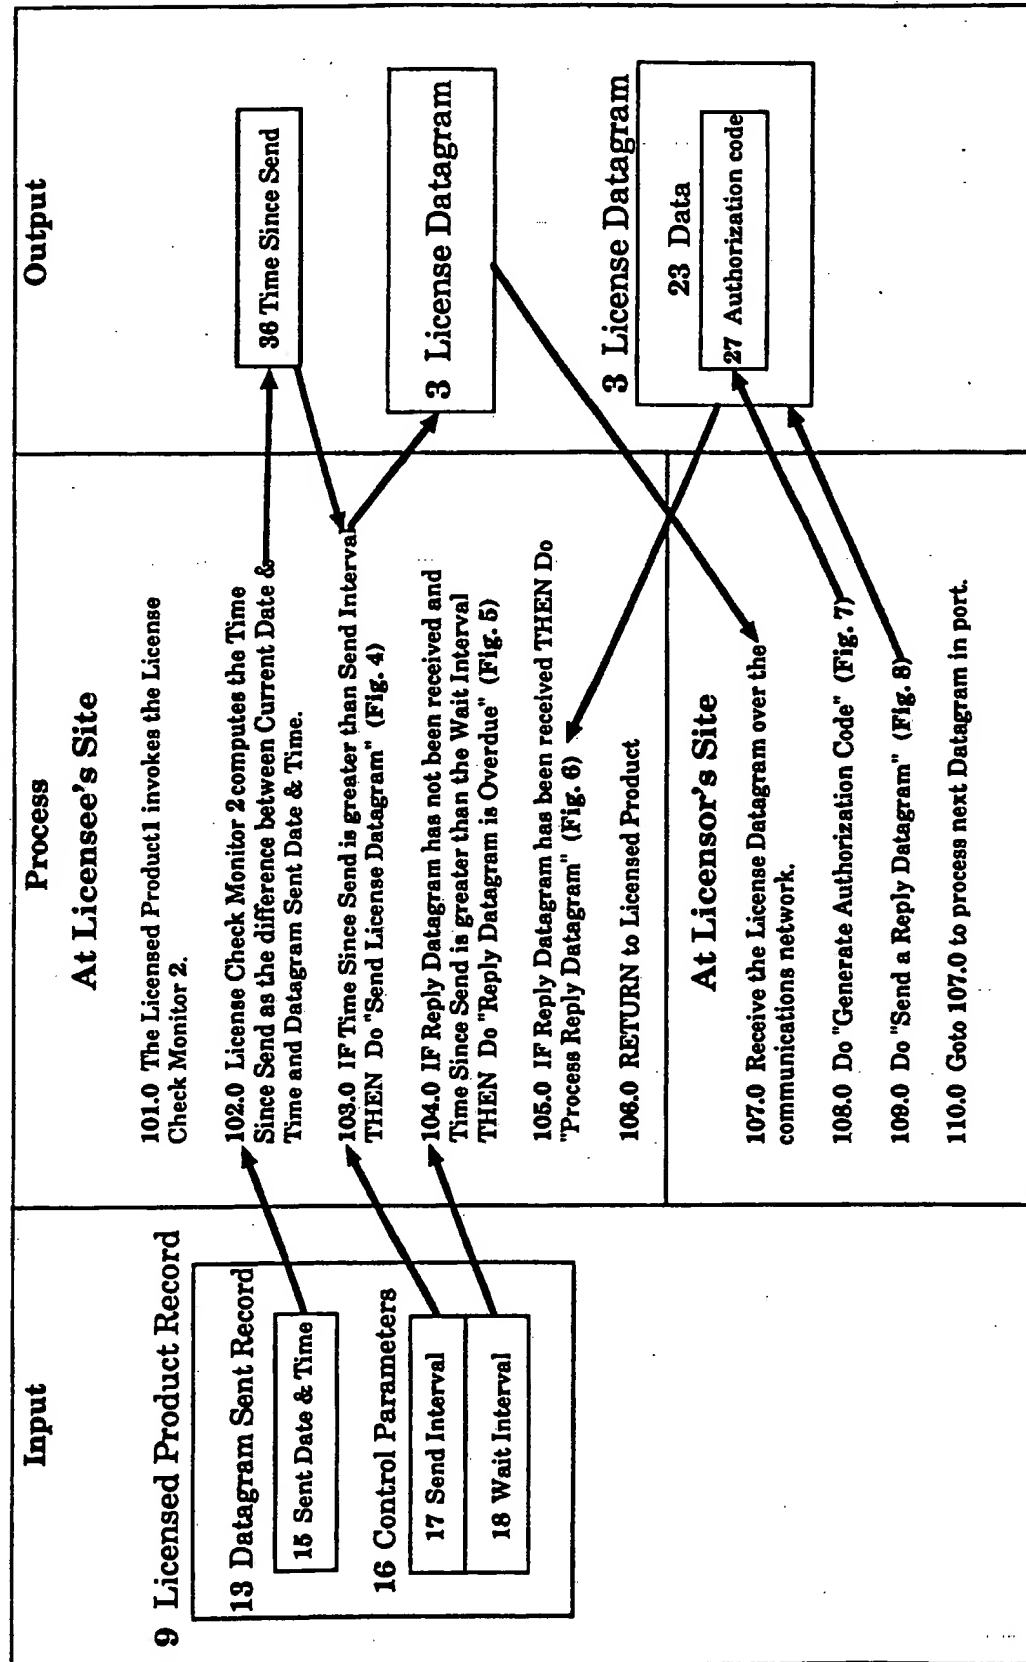 Input
9 Licensed Product Record
13 Datagram Sent Record
15 Sent Date & Time
16 Control Parameters
17 Send Interval
18 Wait Interval
Process
At Licensee's Site
101.0 The Licensed Product1 invokes the License
Check Monitor 2.
102.0 License Check Monitor 2 computes the Time
Since Send as the difference between Current Date &
Time and Datagram Sent Date & Time.
103.0 IF Time Since Send is greater than Send Interval
THEN Do "Send License Datagram" (Fig. 4)
104.0 IF Reply Datagram has not been received and
Time Since Send is greater than the Wait Interval
THEN Do "Reply Datagram is Overdue" (Fig. 5)
105.0 IF Reply Datagram has been received THEN Do
"Process Reply Datagram" (Fig. 6)
106.0 RETURN to Licensed Product
At Licensor's Site
107.0 Receive the License Datagram over the
communications network.
108.0 Do "Generate Authorization Code" (Fig. 7)
109.0 Do "Send a Reply Datagram" (Fig. 8)
110.0 Goto 107.0 to process next Datagram in port.
Output
36 Time Since Send
3 License Datagram
3 License Datagram
23 Data
27 Authorization code